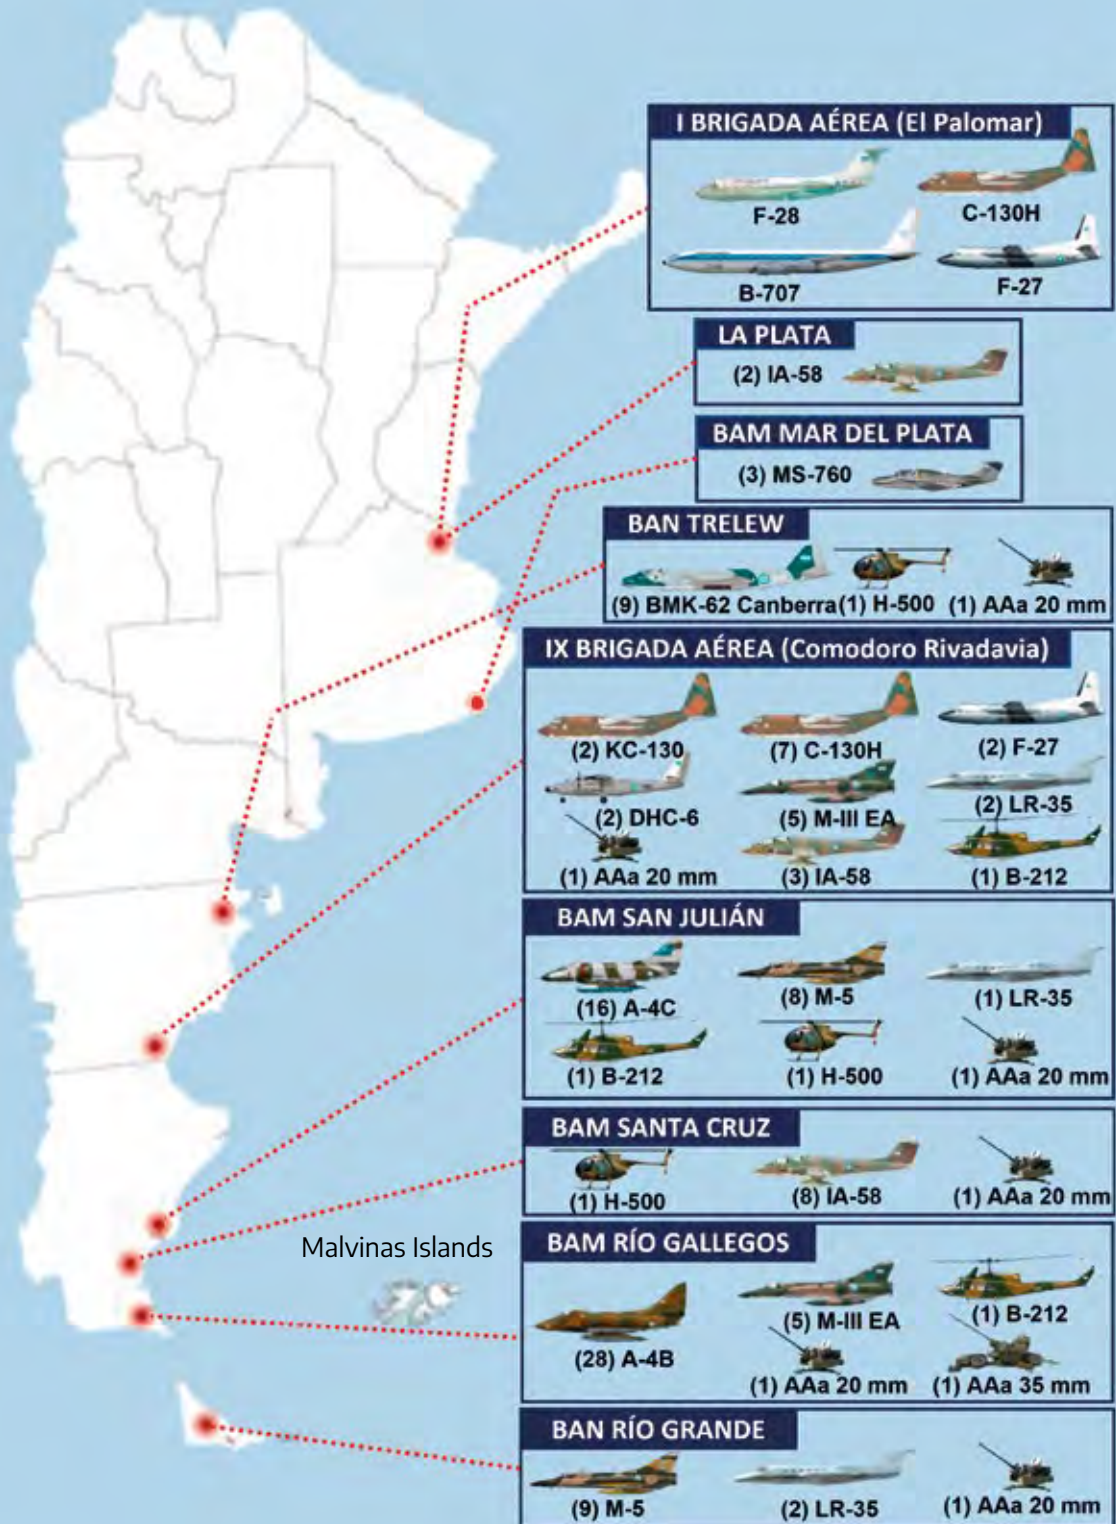 I BRIGADA AÉREA (El Palomar)
F-28
C-130H
B-707
F-27
LA PLATA
(2) IA-58
BAM MAR DEL PLATA
(3) MS-760
BAN TRELEW
(9) BMK-62 Canberra (1) H-500 (1) AAa 20 mm
IX BRIGADA AÉREA (Comodoro Rivadavia)
(2) KC-130 (7) C-130H (2) F-27
(2) DHC-6 (5) M-III EA (2) LR-35
(1) AAa 20 mm (3) IA-58 (1) B-212
BAM SAN JULIÁN
(16) A-4C (8) M-5 (1) LR-35
(1) B-212 (1) H-500 (1) AAa 20 mm
BAM SANTA CRUZ
(1) H-500 (8) IA-58 (1) AAa 20 mm
Malvinas Islands
BAM RÍO GALLEGOS
(28) A-4B (5) M-III EA (1) B-212
(1) AAa 20 mm (1) AAa 35 mm
BAN RÍO GRANDE
(9) M-5 (2) LR-35 (1) AAa 20 mm